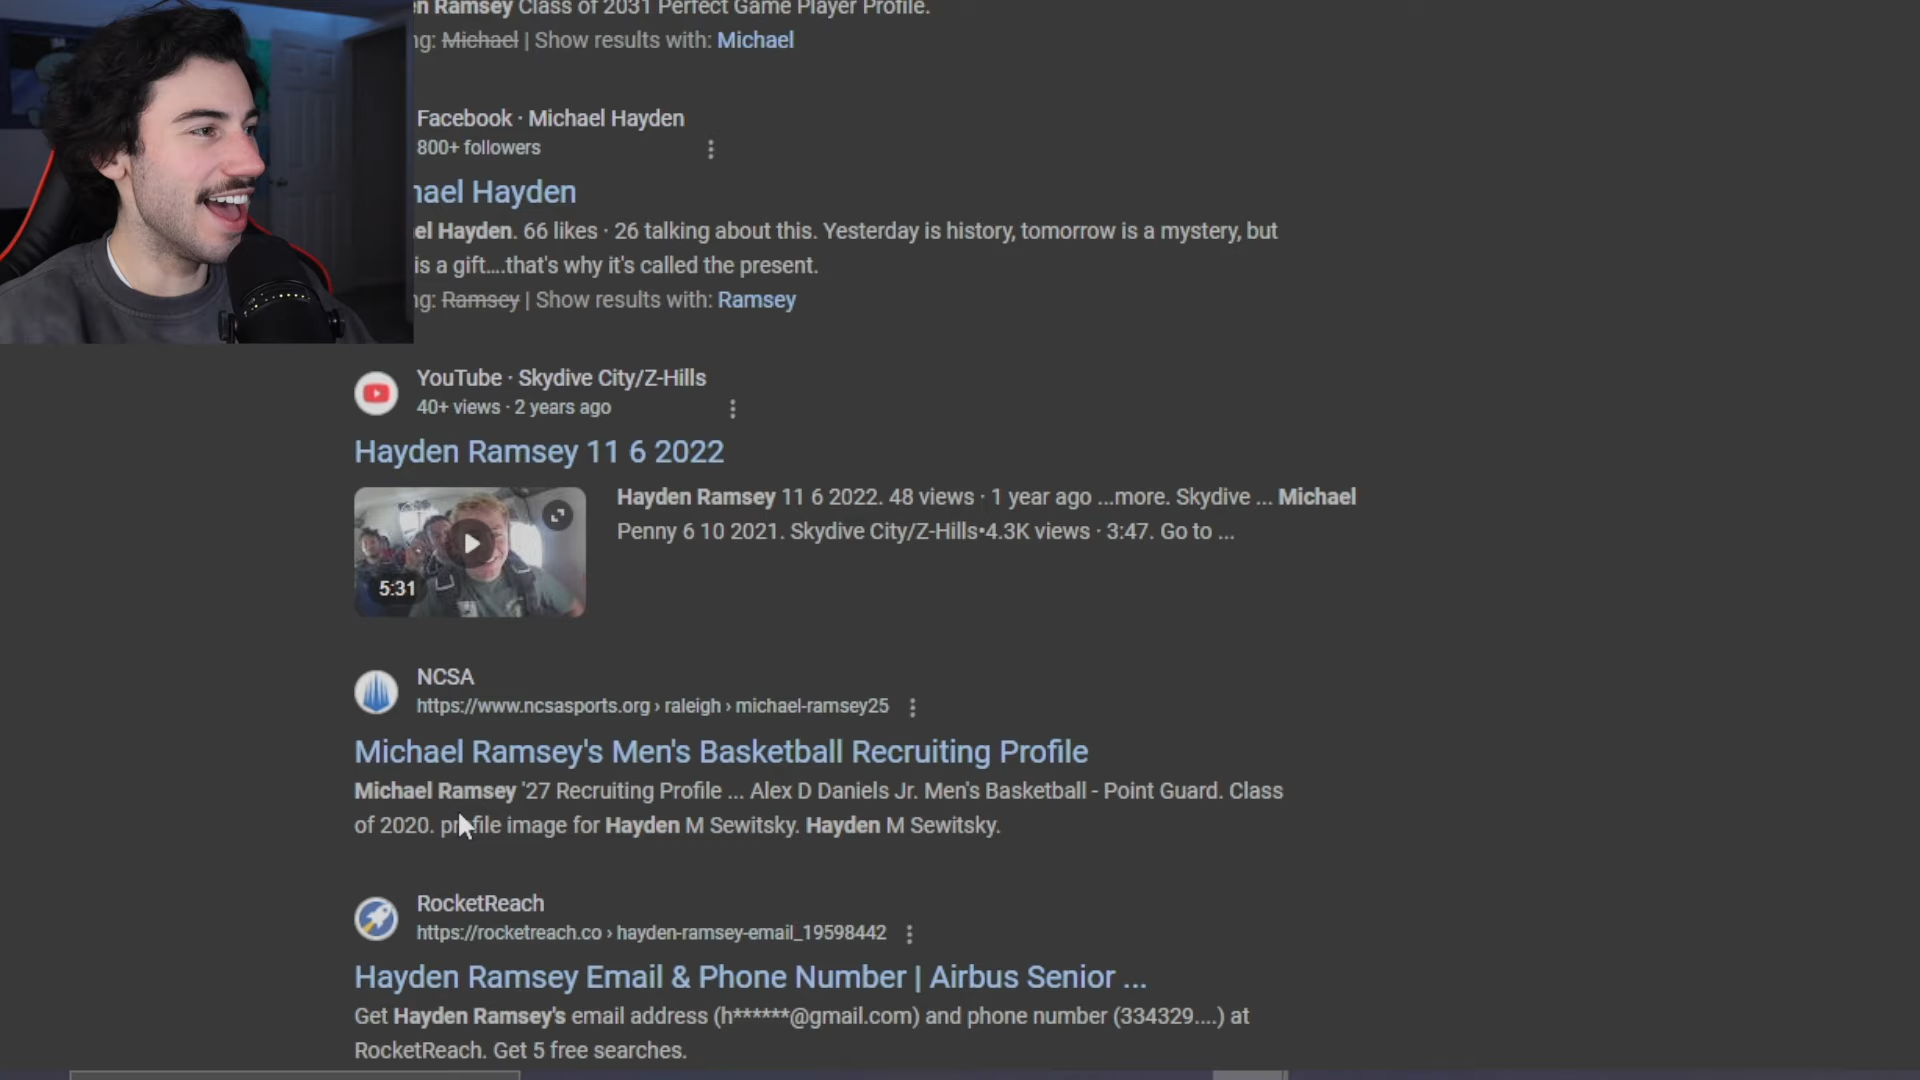 n Ramsey Class of 2031 Perfect Game Player Profile.
ng: Michael | Show results with: Michael
Facebook · Michael Hayden
800+ followers
hael Hayden
el Hayden. 66 likes · 26 talking about this. Yesterday is history, tomorrow is a mystery, but
is a gift....that's why it's called the present.
ng: Ramsey | Show results with: Ramsey
YouTube · Skydive City/Z-Hills
40+ views · 2 years ago
Hayden Ramsey 11 6 2022
5:31
Hayden Ramsey 11 6 2022. 48 views · 1 year ago ...more. Skydive ... Michael
Penny 6 10 2021. Skydive City/Z-Hills•4.3K views · 3:47. Go to ...
NCSA
https://www.ncsasports.org › raleigh › michael-ramsey25
Michael Ramsey's Men's Basketball Recruiting Profile
Michael Ramsey '27 Recruiting Profile ... Alex D Daniels Jr. Men's Basketball - Point Guard. Class
of 2020. profile image for Hayden M Sewitsky. Hayden M Sewitsky.
RocketReach
https://rocketreach.co › hayden-ramsey-email_19598442
Hayden Ramsey Email & Phone Number | Airbus Senior ...
Get Hayden Ramsey's email address (h******@gmail.com) and phone number (334329....) at
RocketReach. Get 5 free searches.